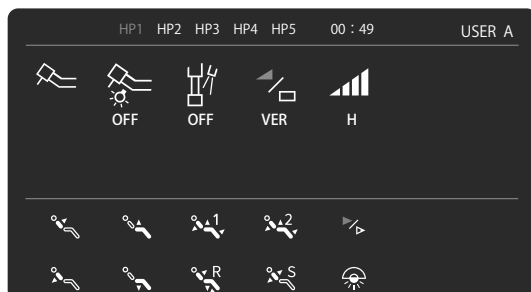 HP1 HP2 HP3 HP4 HP5 00 : 49 USER A
OFF OFF VER H
1 2
R S